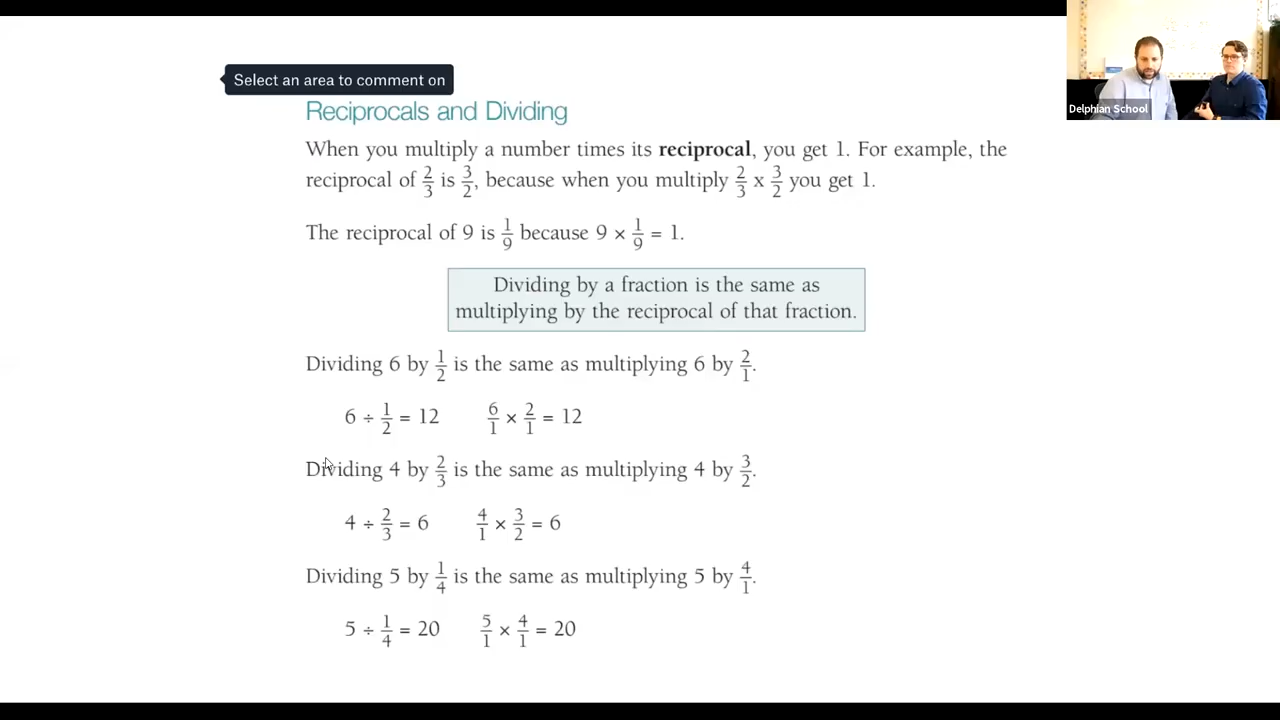 Select an area to comment on
Delphian School
Reciprocals and Dividing
When you multiply a number times its reciprocal, you get 1. For example, the
reciprocal of 2/3 is 3/2, because when you multiply 2/3 x 3/2 you get 1.
The reciprocal of 9 is 1/9 because 9 × 1/9 = 1.
Dividing by a fraction is the same as
multiplying by the reciprocal of that fraction.
Dividing 6 by 1/2 is the same as multiplying 6 by 2/1.
6 ÷ 1/2 = 12 6/1 × 2/1 = 12
Dividing 4 by 2/3 is the same as multiplying 4 by 3/2.
4 ÷ 2/3 = 6 4/1 × 3/2 = 6
Dividing 5 by 1/4 is the same as multiplying 5 by 4/1.
5 ÷ 1/4 = 20 5/1 × 4/1 = 20